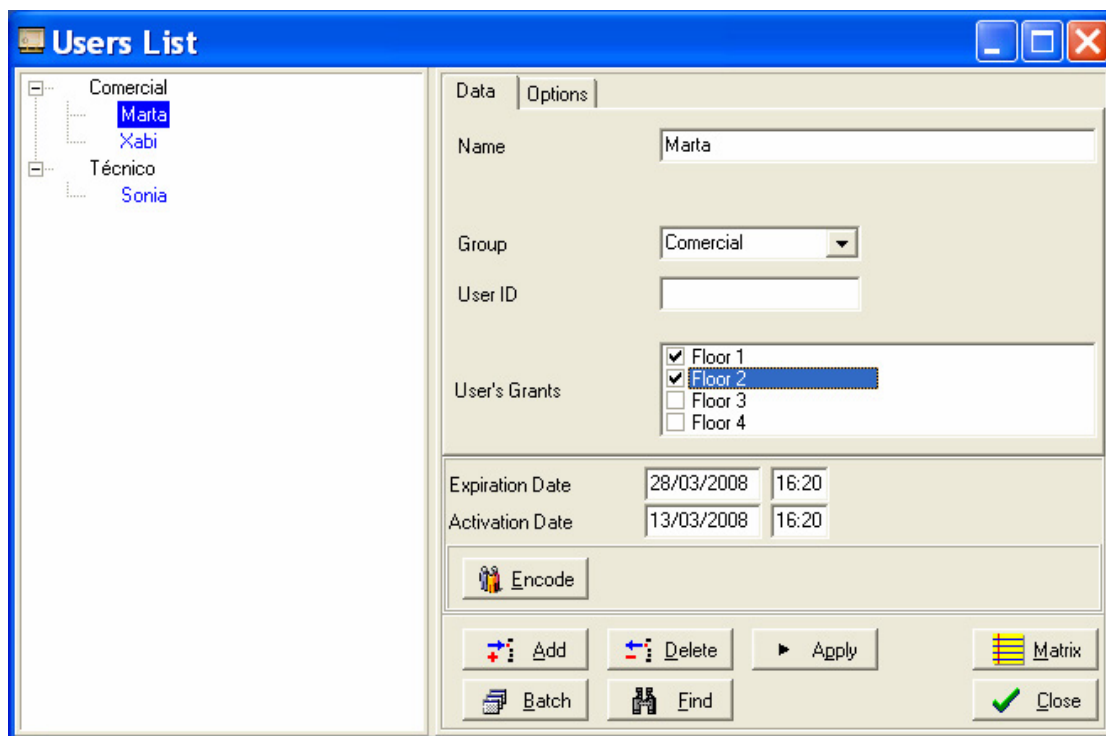 Users List
Comercial
Marta
Xabi
Técnico
Sonia
Data Options
Name Marta
Group Comercial
User ID
User's Grants
Floor 1
Floor 2
Floor 3
Floor 4
Expiration Date 28/03/2008 16:20
Activation Date 13/03/2008 16:20
Encode
Add Delete Apply Matrix
Batch Find Close